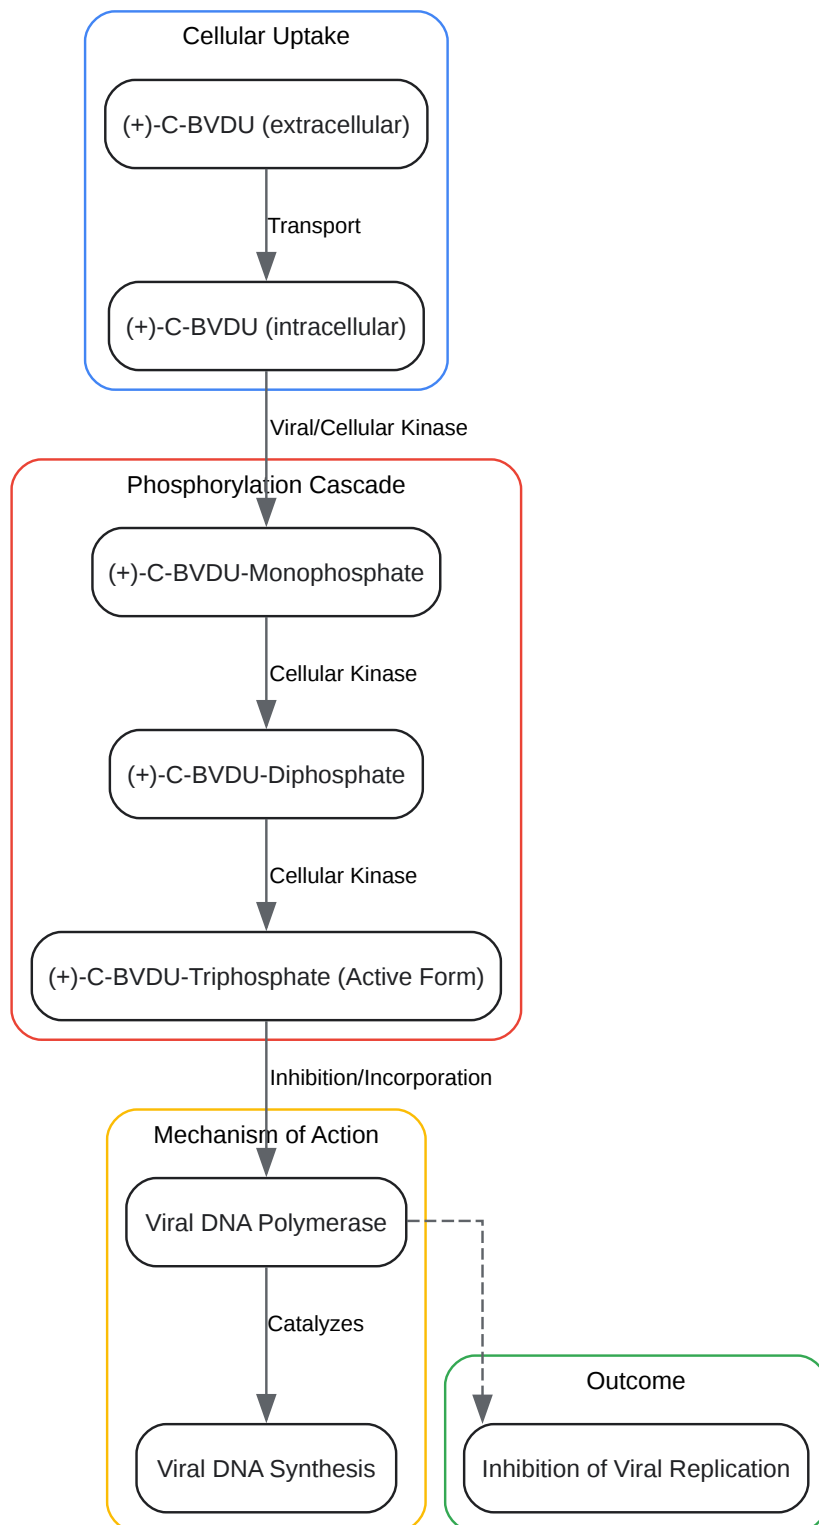 Cellular Uptake
(+)-C-BVDU (extracellular)
Transport
(+)-C-BVDU (intracellular)
Viral/Cellular Kinase
Phosphorylation Cascade
(+)-C-BVDU-Monophosphate
Cellular Kinase
(+)-C-BVDU-Diphosphate
Cellular Kinase
(+)-C-BVDU-Triphosphate (Active Form)
Inhibition/Incorporation
Mechanism of Action
Viral DNA Polymerase
Catalyzes
Outcome
Viral DNA Synthesis
Inhibition of Viral Replication